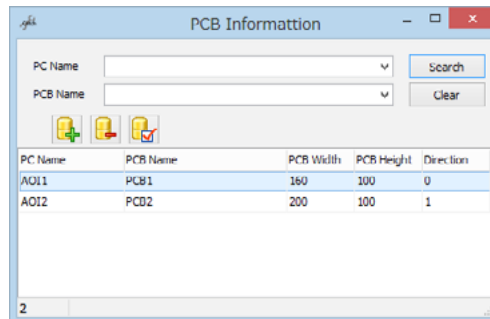 PCB Informattion
PC Name
Search
PCB Name
Clear
PC Name PCB Name PCB Width PCB Height Direction
AOI1 PCB1 160 100 0
AOI2 PCB2 200 100 1
2